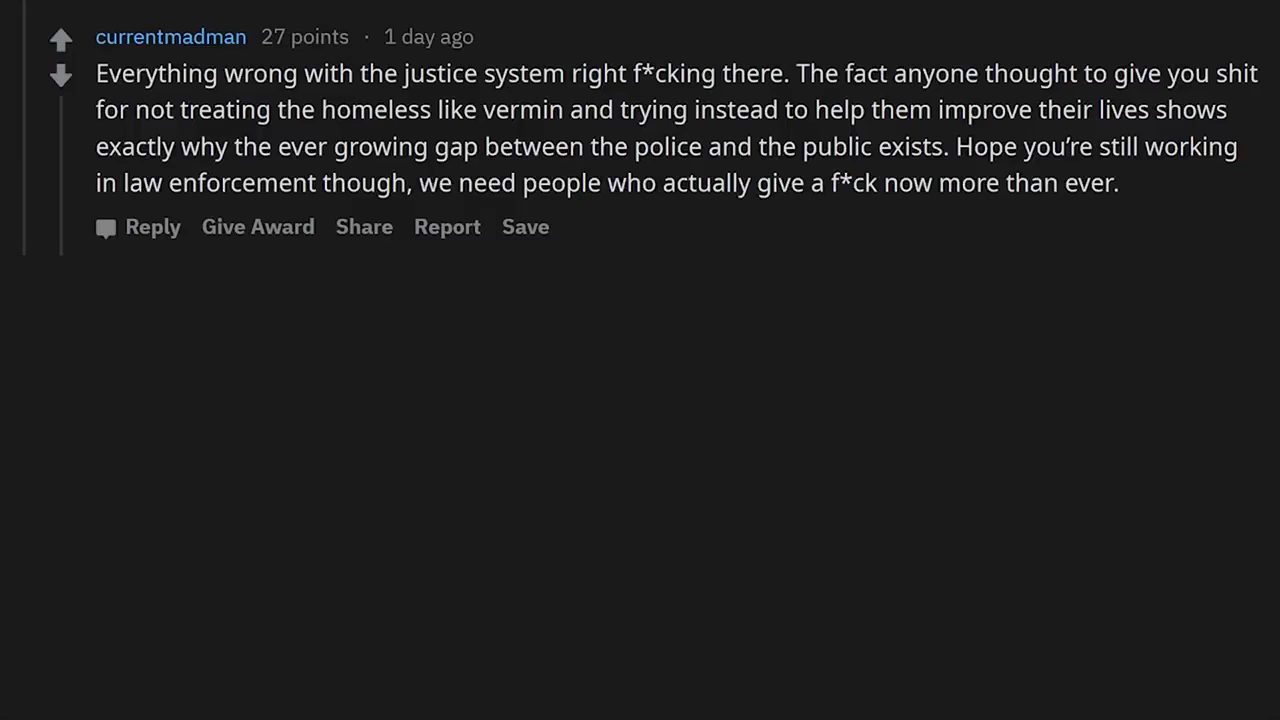 currentmadman 27 points · 1 day ago
Everything wrong with the justice system right f*cking there. The fact anyone thought to give you shit
for not treating the homeless like vermin and trying instead to help them improve their lives shows
exactly why the ever growing gap between the police and the public exists. Hope you’re still working
in law enforcement though, we need people who actually give a f*ck now more than ever.
Reply Give Award Share Report Save